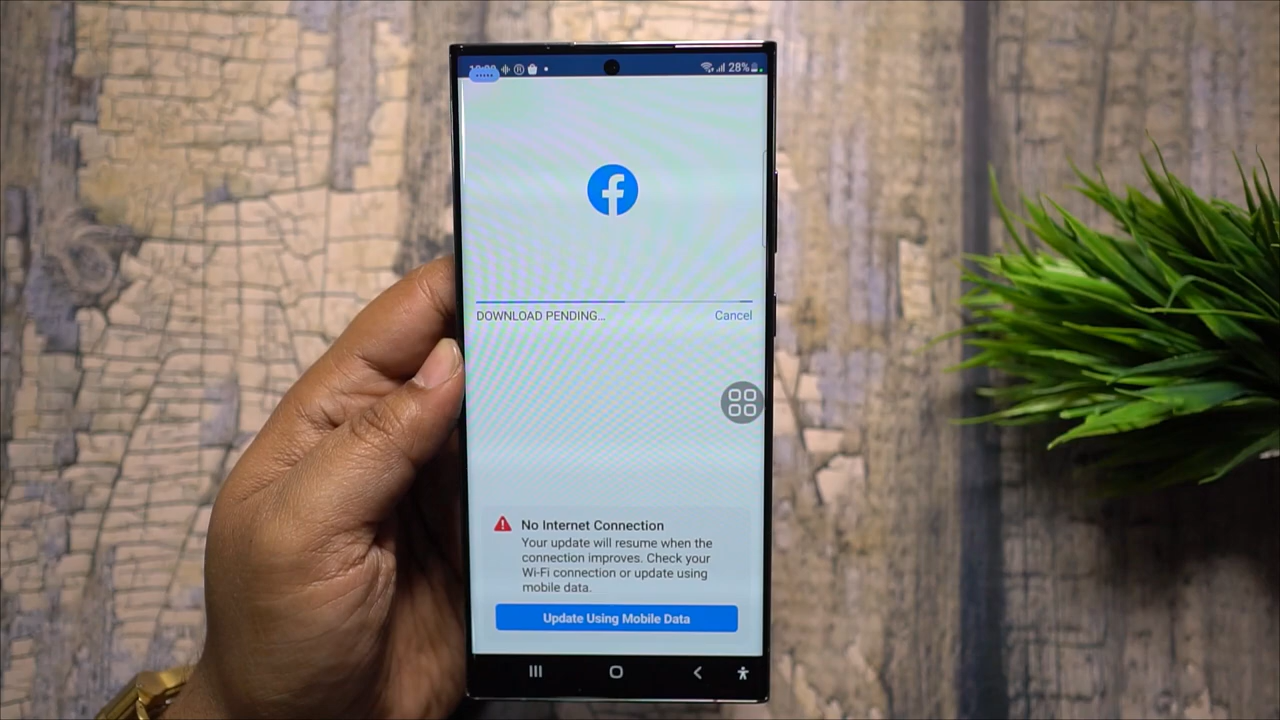 28%
DOWNLOAD PENDING...
Cancel
No Internet Connection
Your update will resume when the
connection improves. Check your
Wi-Fi connection or update using
mobile data.
Update Using Mobile Data